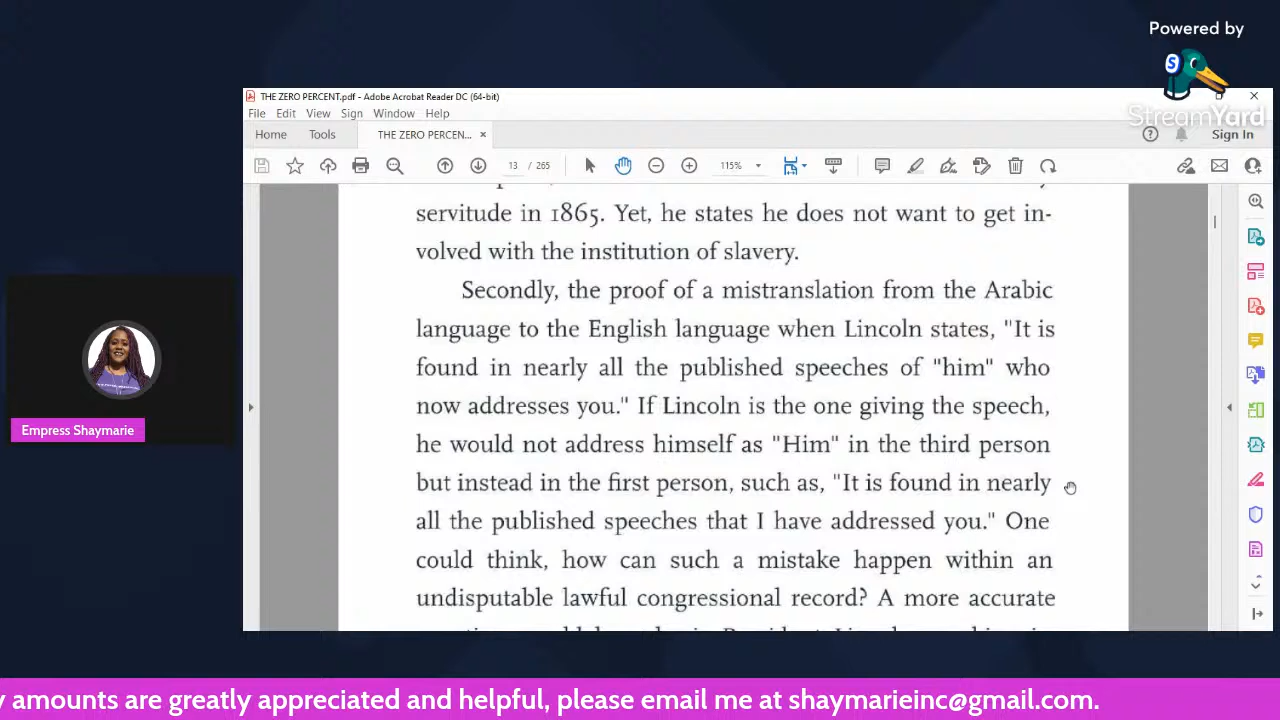 Powered by
StreamYard
THE ZERO PERCENT.pdf - Adobe Acrobat Reader DC (64-bit)
File Edit View Sign Window Help
Home Tools THE ZERO PERCEN... × Sign In
13 / 265 115%
servitude in 1865. Yet, he states he does not want to get in-
volved with the institution of slavery.
Secondly, the proof of a mistranslation from the Arabic
language to the English language when Lincoln states, "It is
found in nearly all the published speeches of "him" who
now addresses you." If Lincoln is the one giving the speech,
he would not address himself as "Him" in the third person
but instead in the first person, such as, "It is found in nearly
all the published speeches that I have addressed you." One
could think, how can such a mistake happen within an
undisputable lawful congressional record? A more accurate
Empress Shaymarie
y amounts are greatly appreciated and helpful, please email me at shaymarieinc@gmail.com.